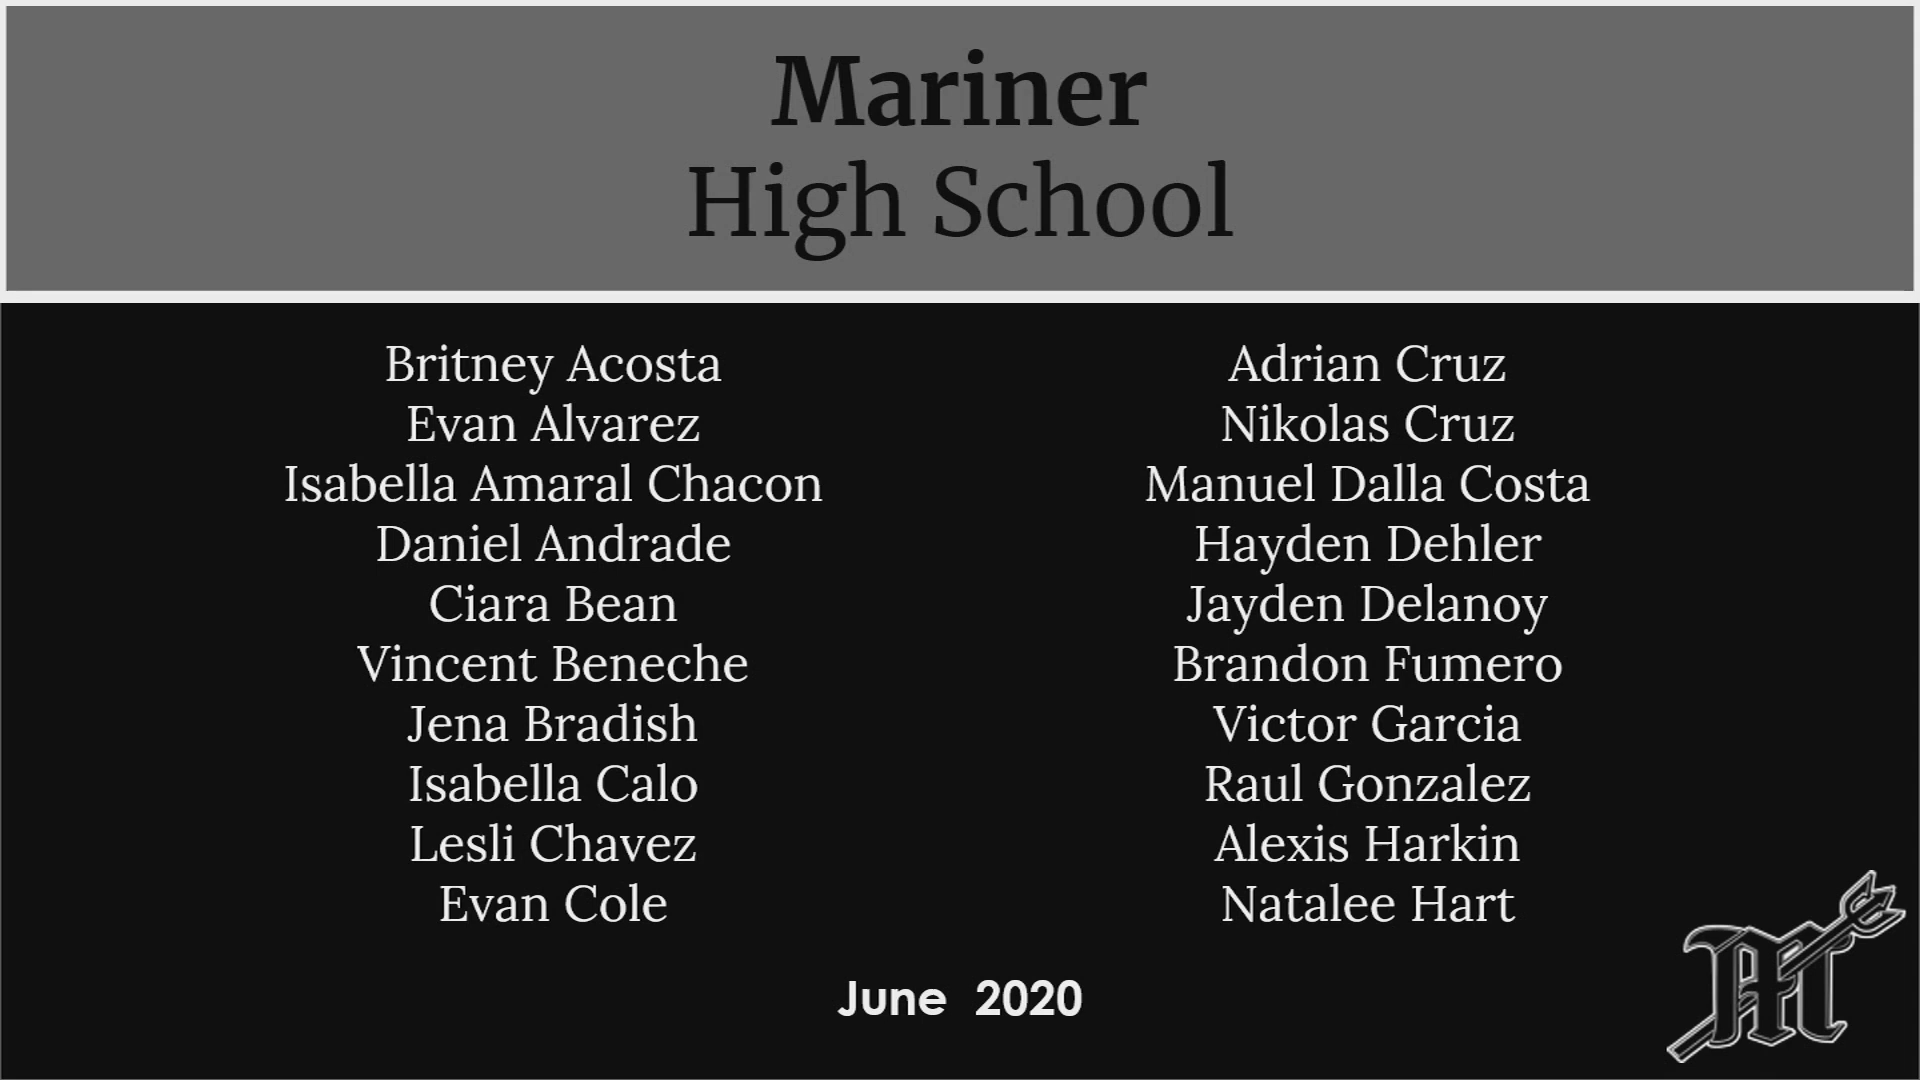 Mariner
High School
Britney Acosta
Evan Alvarez
Isabella Amaral Chacon
Daniel Andrade
Ciara Bean
Vincent Beneche
Jena Bradish
Isabella Calo
Lesli Chavez
Evan Cole
Adrian Cruz
Nikolas Cruz
Manuel Dalla Costa
Hayden Dehler
Jayden Delanoy
Brandon Fumero
Victor Garcia
Raul Gonzalez
Alexis Harkin
Natalee Hart
June 2020
M